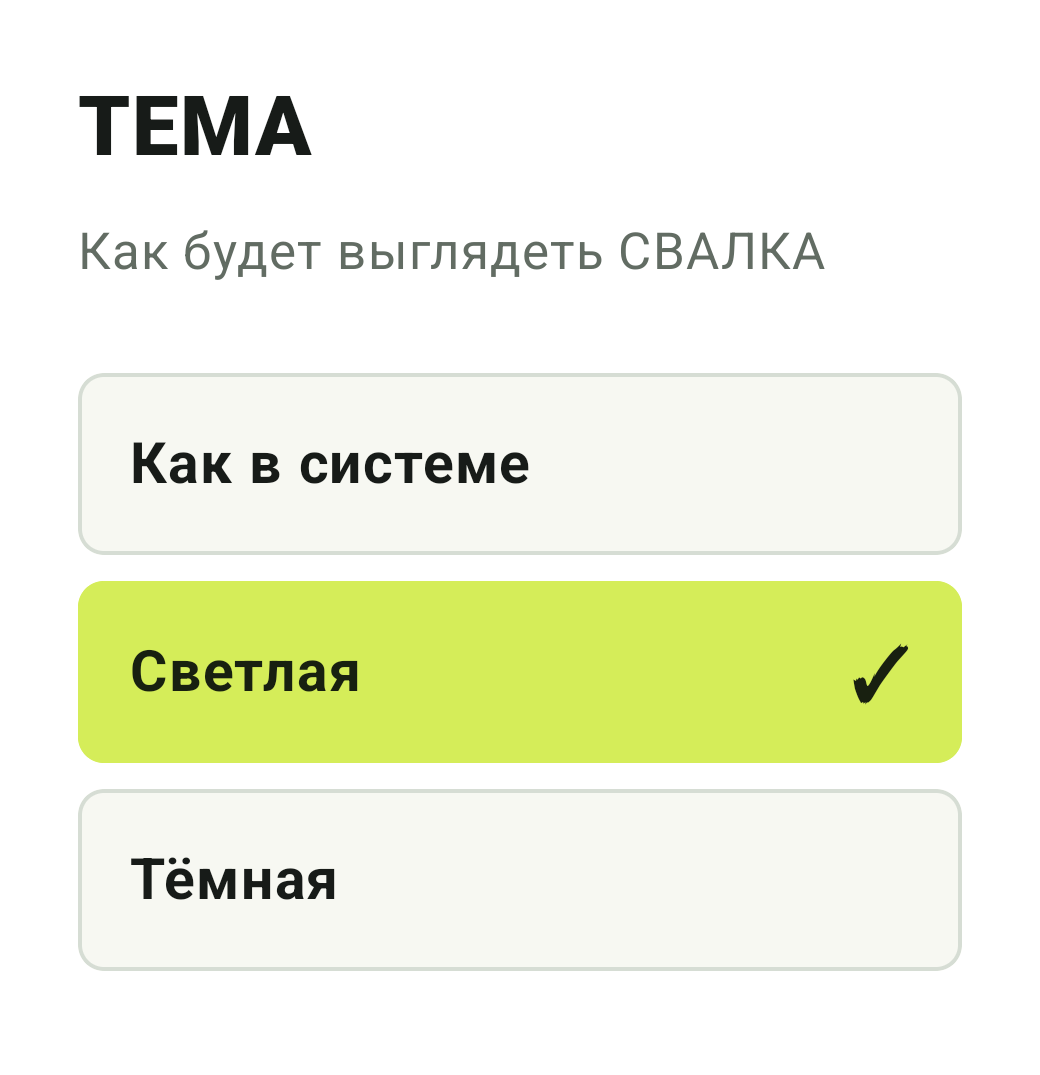 ТЕМА
Как будет выглядеть СВАЛКА
Как в системе
Светлая ✓
Тёмная